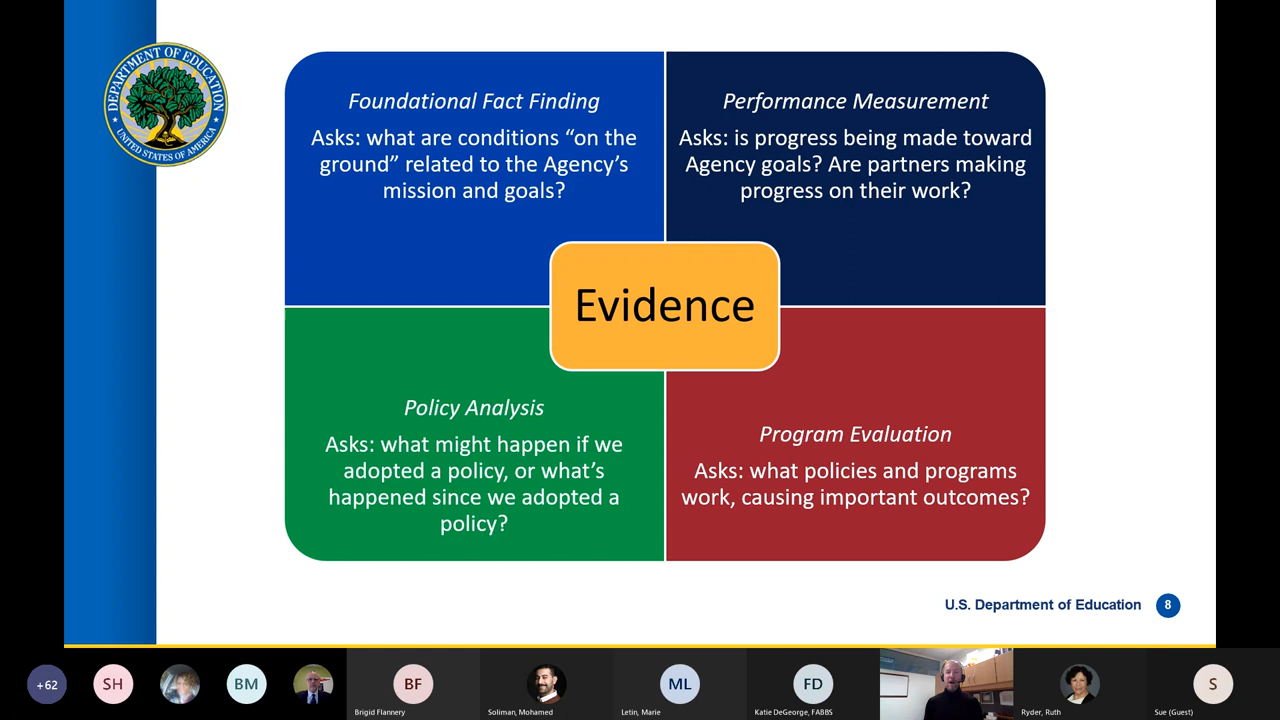 DEPARTMENT OF EDUCATION
UNITED STATES OF AMERICA
Foundational Fact Finding
Asks: what are conditions “on the
ground” related to the Agency’s
mission and goals?
Performance Measurement
Asks: is progress being made toward
Agency goals? Are partners making
progress on their work?
Evidence
Policy Analysis
Asks: what might happen if we
adopted a policy, or what’s
happened since we adopted a
policy?
Program Evaluation
Asks: what policies and programs
work, causing important outcomes?
U.S. Department of Education
8
+62
SH
BM
BF
Brigid Flannery
Soliman, Mohamed
ML
Letin, Marie
FD
Katie DeGeorge, FABBS
Ryder, Ruth
S
Sue (Guest)